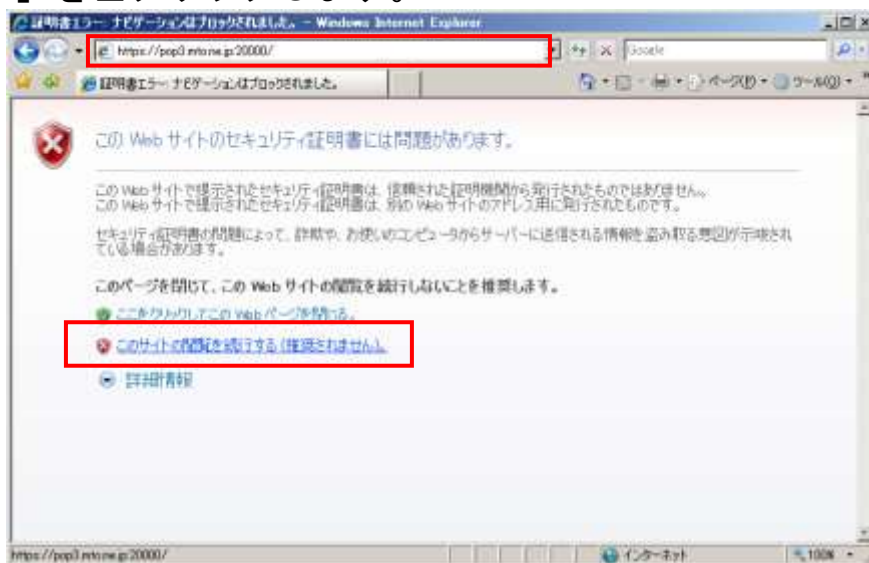 証明書エラー: ナビゲーションはブロックされました。 - Windows Internet Explorer
https://pop3.mtone.jp:20000/
Google
証明書エラー: ナビゲーションはブロックされました。
ページ(P)
ツール(O)
この Web サイトのセキュリティ証明書には問題があります。
この Web サイトで提示されたセキュリティ証明書は、信頼された証明機関から発行されたものではありません。
この Web サイトで提示されたセキュリティ証明書は、別の Web サイトのアドレス用に発行されたものです。
セキュリティ証明書の問題によって、詐欺や、お使いのコンピュータからサーバーに送信される情報を盗み取る意図が示唆され
ている場合があります。
このページを閉じて、この Web サイトの閲覧を続行しないことを推奨します。
ここをクリックしてこの Web ページを閉じる。
このサイトの閲覧を続行する (推奨されません)。
詳細情報
https://pop3.mtone.jp:20000/
インターネット
100%